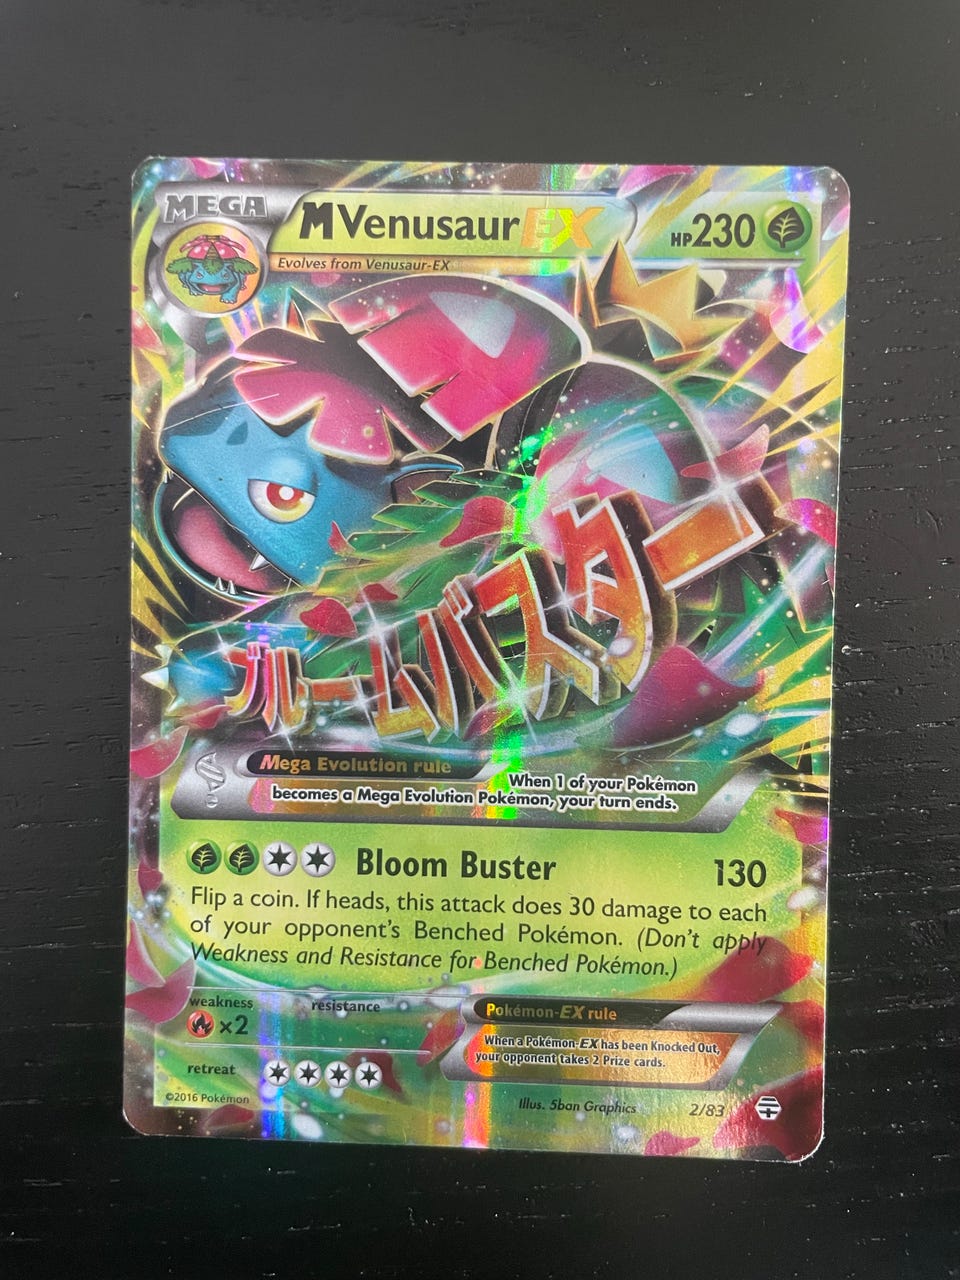 MEGA
M Venusaur EX
HP230
Evolves from Venusaur-EX
ブルームバスター
Mega Evolution rule
When 1 of your Pokémon
becomes a Mega Evolution Pokémon, your turn ends.
Bloom Buster 130
Flip a coin. If heads, this attack does 30 damage to each
of your opponent's Benched Pokémon. (Don't apply
Weakness and Resistance for Benched Pokémon.)
weakness resistance
×2
retreat
Pokémon-EX rule
When a Pokémon-EX has been Knocked Out,
your opponent takes 2 Prize cards.
©2016 Pokémon
Illus. 5ban Graphics
2/83